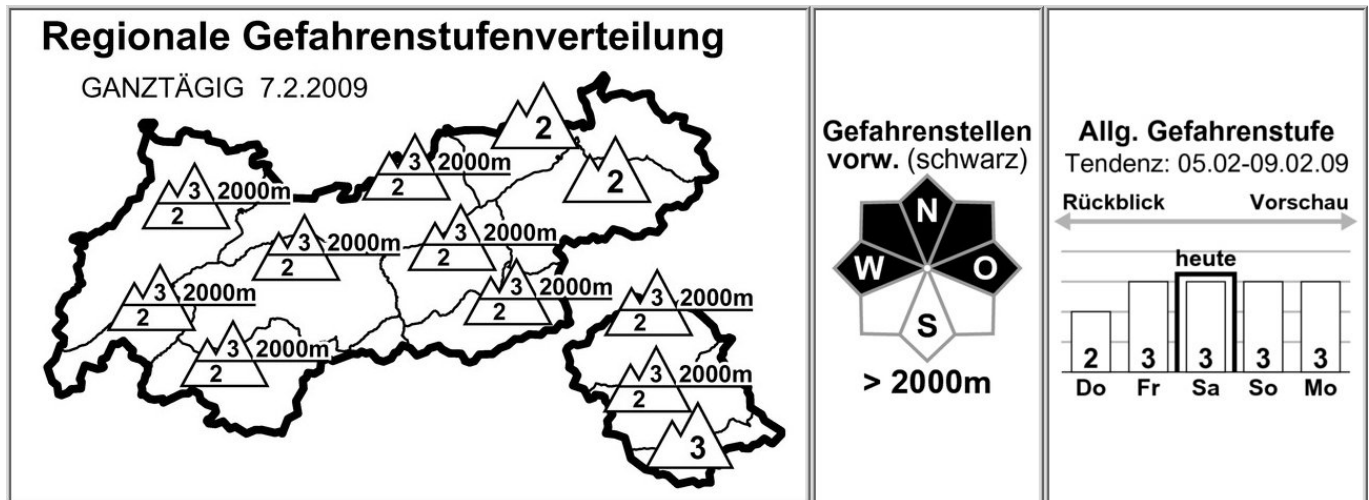 Regionale Gefahrenstufenverteilung
GANZTÄGIG 7.2.2009
2
3 2000m
2
2
3 2000m
2
3 2000m
2
3 2000m
2
3 2000m
2
3 2000m
2
3 2000m
2
3 2000m
2
3 2000m
2
3
Gefahrenstellen
vorw. (schwarz)
N
W O
S
> 2000m
Allg. Gefahrenstufe
Tendenz: 05.02-09.02.09
Rückblick Vorschau
heute
2 3 3 3 3
Do Fr Sa So Mo